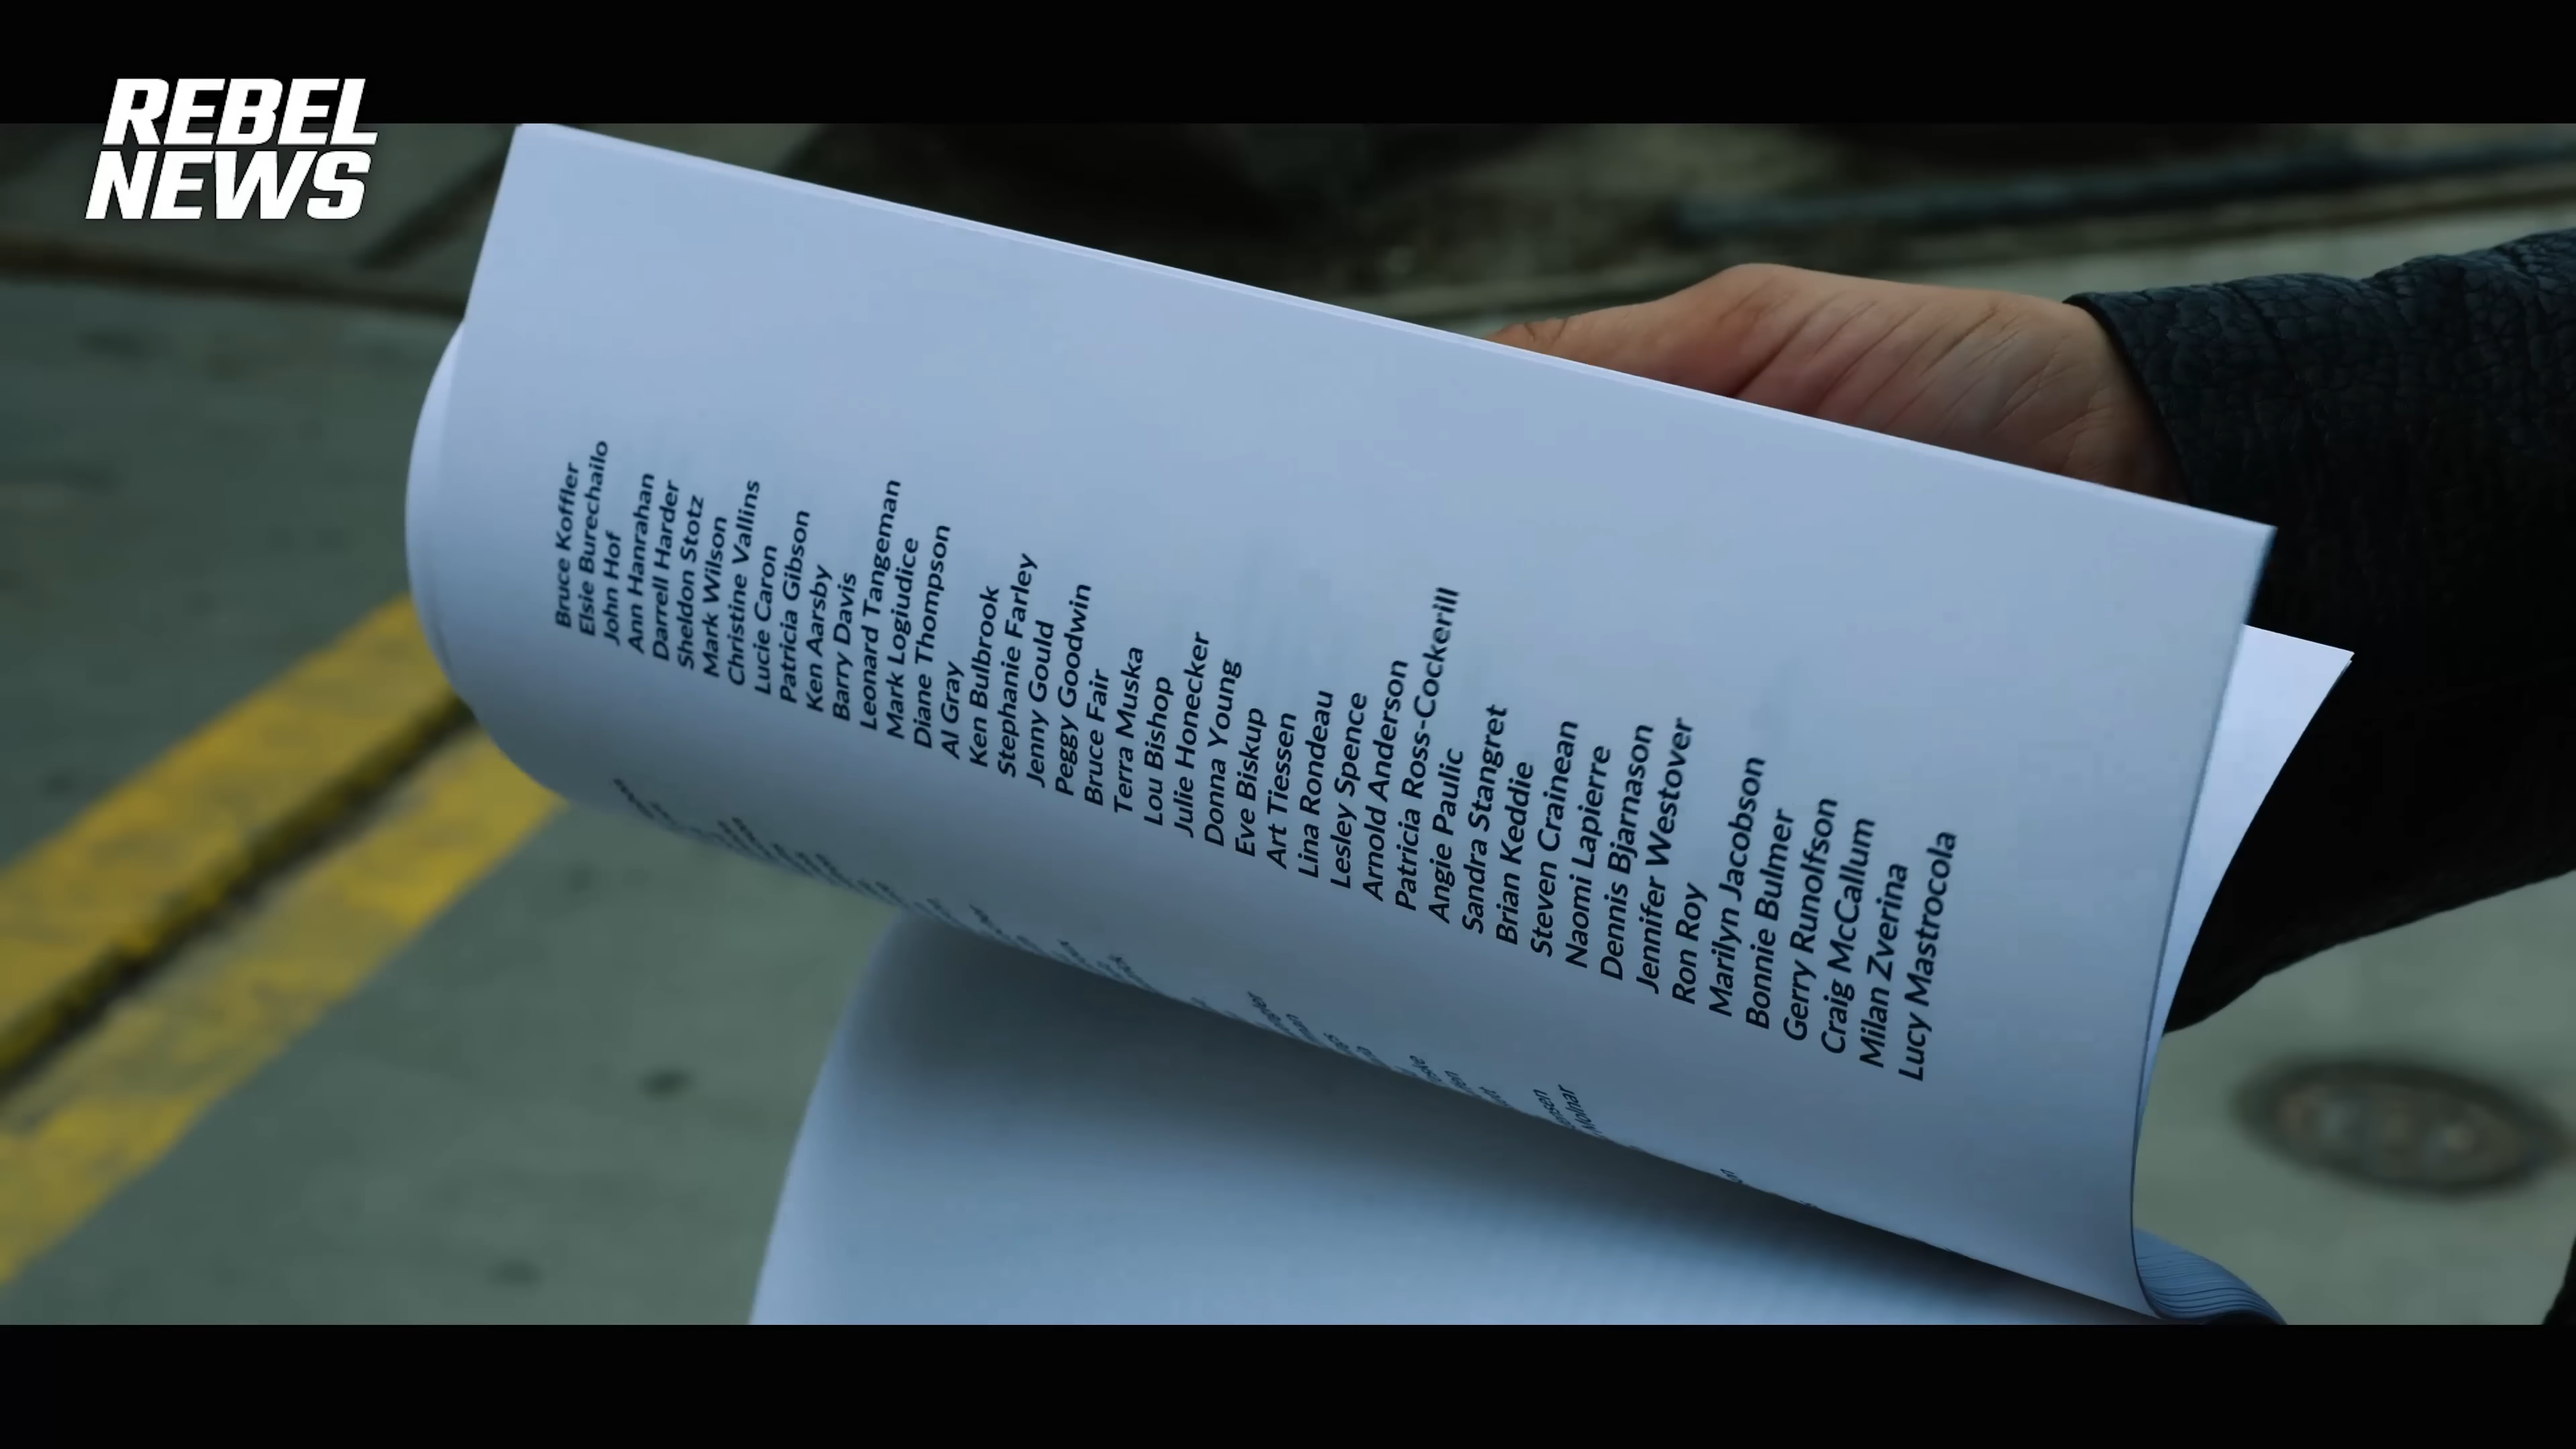 REBEL
NEWS
Bruce Koffler
Elsie Burechailo
John Hof
Ann Hanrahan
Darrell Harder
Sheldon Stotz
Mark Wilson
Christine Vallins
Lucie Caron
Patricia Gibson
Ken Aarsby
Barry Davis
Leonard Tangeman
Mark Logiudice
Diane Thompson
Al Gray
Ken Bulbrook
Stephanie Farley
Jenny Gould
Peggy Goodwin
Bruce Fair
Terra Muska
Lou Bishop
Julie Honecker
Donna Young
Eve Biskup
Art Tiessen
Lina Rondeau
Lesley Spence
Arnold Anderson
Patricia Ross-Cockerill
Angie Paulic
Sandra Stangret
Brian Keddie
Steven Crainean
Naomi Lapierre
Dennis Bjarnason
Jennifer Westover
Ron Roy
Marilyn Jacobson
Bonnie Bulmer
Gerry Runolfson
Craig McCallum
Milan Zverina
Lucy Mastrocola
Molnar